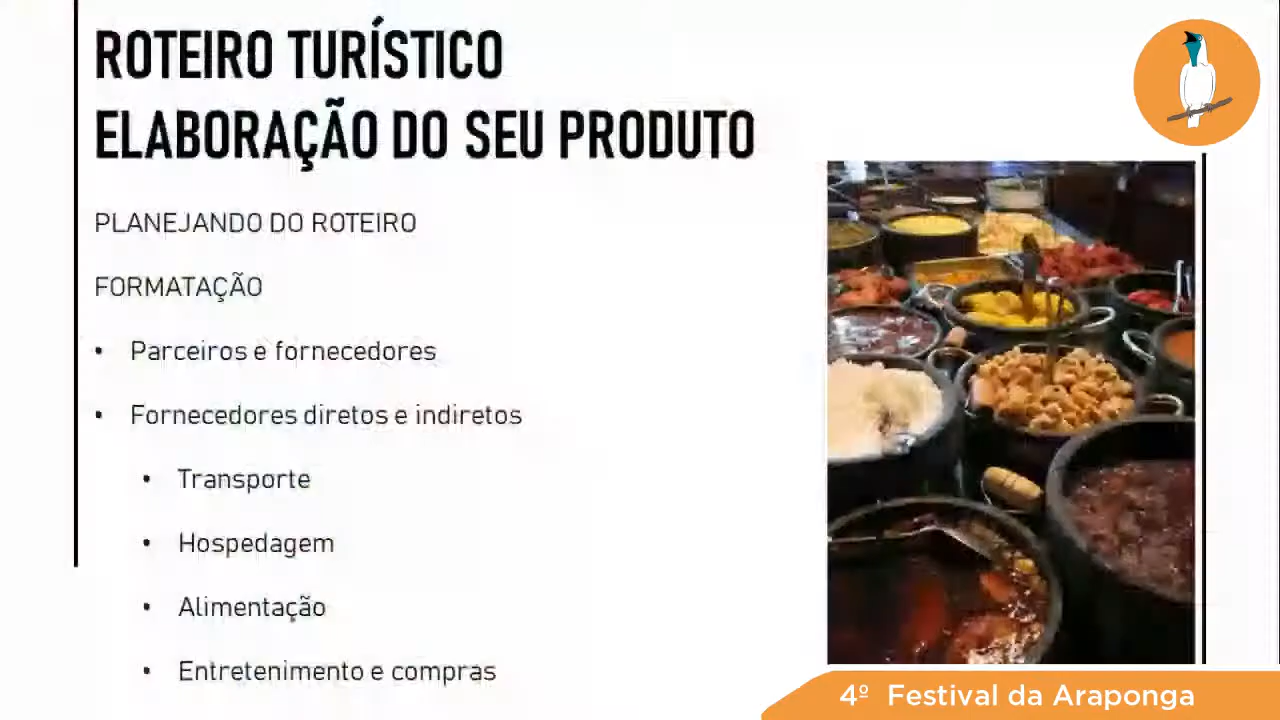 ROTEIRO TURÍSTICO
ELABORAÇÃO DO SEU PRODUTO
PLANEJANDO DO ROTEIRO
FORMATAÇÃO
• Parceiros e fornecedores
• Fornecedores diretos e indiretos
• Transporte
• Hospedagem
• Alimentação
• Entretenimento e compras
4º Festival da Araponga